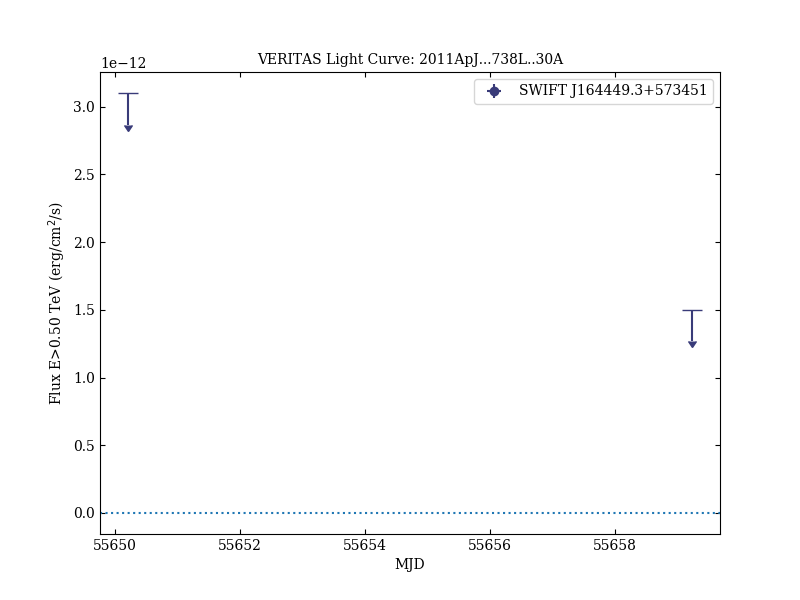 VERITAS Light Curve: 2011ApJ...738L..30A
1e−12
SWIFT J164449.3+573451
3.0
2.5
2.0
1.5
1.0
0.5
0.0
Flux E>0.50 TeV (erg/cm²/s)
55650 55652 55654 55656 55658
MJD